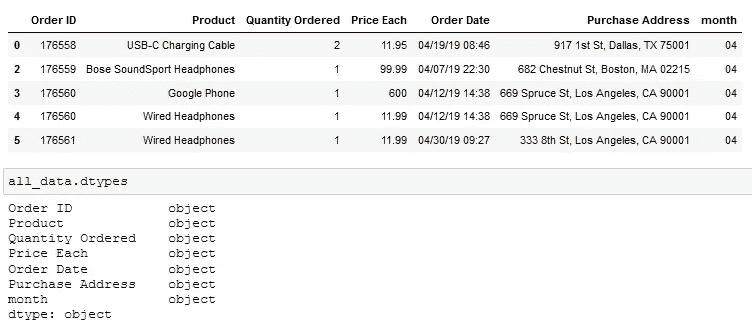 Order ID Product Quantity Ordered Price Each Order Date Purchase Address month
0 176558 USB-C Charging Cable 2 11.95 04/19/19 08:46 917 1st St, Dallas, TX 75001 04
2 176559 Bose SoundSport Headphones 1 99.99 04/07/19 22:30 682 Chestnut St, Boston, MA 02215 04
3 176560 Google Phone 1 600 04/12/19 14:38 669 Spruce St, Los Angeles, CA 90001 04
4 176560 Wired Headphones 1 11.99 04/12/19 14:38 669 Spruce St, Los Angeles, CA 90001 04
5 176561 Wired Headphones 1 11.99 04/30/19 09:27 333 8th St, Los Angeles, CA 90001 04
all_data.dtypes
Order ID object
Product object
Quantity Ordered object
Price Each object
Order Date object
Purchase Address object
month object
dtype: object